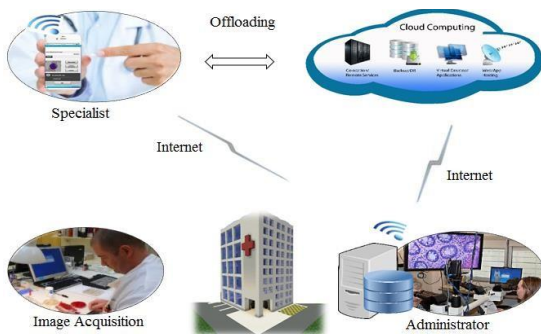 Offloading
Cloud Computing
Specialist
Internet
Internet
Image Acquisition
Administrator